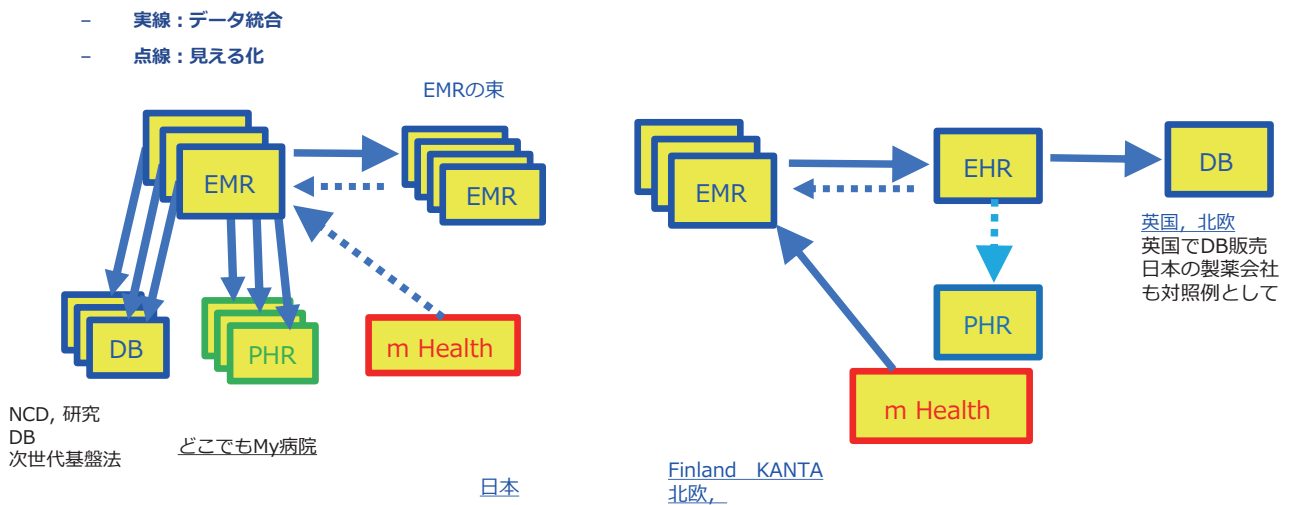 – 実線：データ統合
– 点線：見える化
EMRの束
EMR
EMR
DB
PHR
m Health
NCD, 研究
DB
次世代基盤法
どこでもMy病院
日本
EMR
EHR
DB
英国，北欧
英国でDB販売
日本の製薬会社
も対照例として
PHR
m Health
Finland　KANTA
北欧，